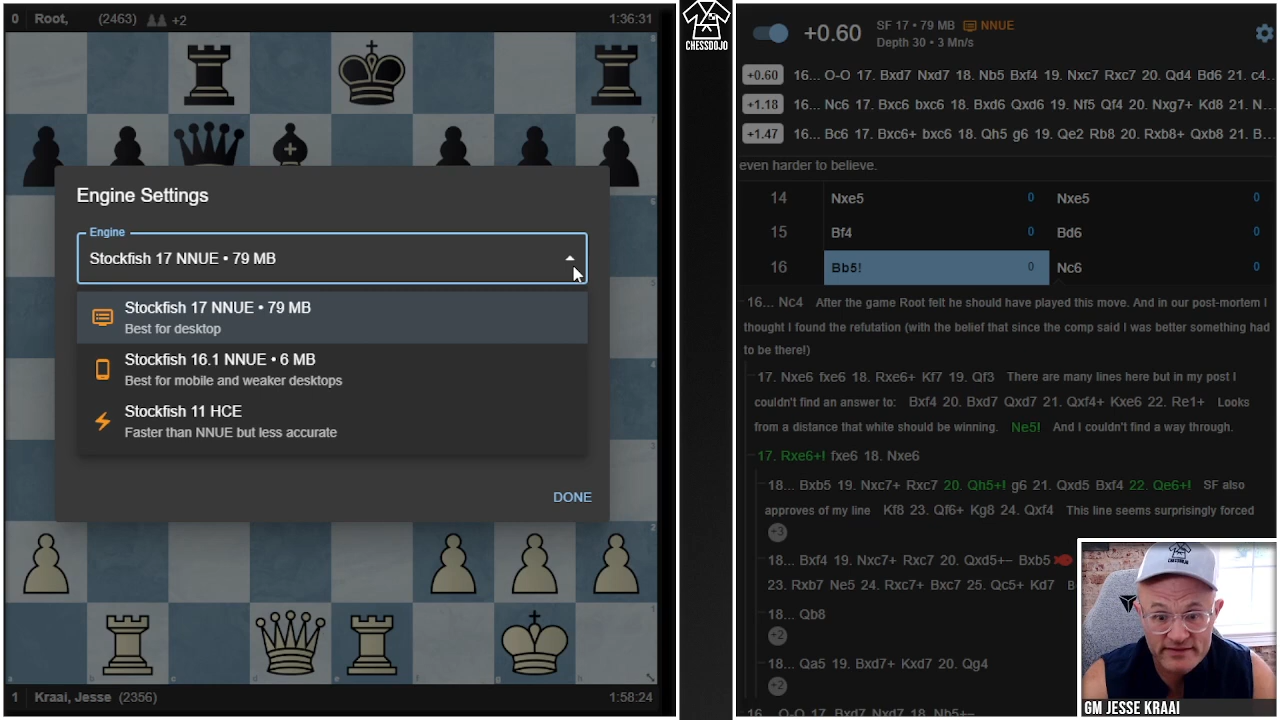 0 Root, (2463) +2 1:36:31
8
7
6
Engine Settings
Engine
Stockfish 17 NNUE • 79 MB
Stockfish 17 NNUE • 79 MB
Best for desktop
Stockfish 16.1 NNUE • 6 MB
Best for mobile and weaker desktops
Stockfish 11 HCE
Faster than NNUE but less accurate
DONE
2
1
a b c d e f g h
1 Kraai, Jesse (2356) 1:58:24
CHESSDOJO
+0.60 SF 17 • 79 MB NNUE
Depth 30 • 3 Mn/s
+0.60 16... O-O 17. Bxd7 Nxd7 18. Nb5 Bxf4 19. Nxc7 Rxc7 20. Qd4 Bd6 21. c4...
+1.18 16... Nc6 17. Bxc6 bxc6 18. Bxd6 Qxd6 19. Nf5 Qf4 20. Nxg7+ Kd8 21. N...
+1.47 16... Bc6 17. Bxc6+ bxc6 18. Qh5 g6 19. Qe2 Rb8 20. Rxb8+ Qxb8 21. B...
even harder to believe.
14 Nxe5 0 Nxe5 0
15 Bf4 0 Bd6 0
16 Bb5! 0 Nc6 0
16... Nc4 After the game Root felt he should have played this move. And in our post-mortem I
thought I found the refutation (with the belief that since the comp said I was better something had
to be there!)
17. Nxe6 fxe6 18. Rxe6+ Kf7 19. Qf3 There are many lines here but in my post I
couldn't find an answer to: Bxf4 20. Bxd7 Qxd7 21. Qxf4+ Kxe6 22. Re1+ Looks
from a distance that white should be winning. Ne5! And I couldn't find a way through.
17. Rxe6+! fxe6 18. Nxe6
18... Bxb5 19. Nxc7+ Rxc7 20. Qh5+! g6 21. Qxd5 Bxf4 22. Qe6+! SF also
approves of my line Kf8 23. Qf6+ Kg8 24. Qxf4 This line seems surprisingly forced
+3
18... Bxf4 19. Nxc7+ Rxc7 20. Qxd5+− Bxb5
23. Rxb7 Ne5 24. Rxc7+ Bxc7 25. Qc5+ Kd7
18... Qb8
+2
18... Qa5 19. Bxd7+ Kxd7 20. Qg4
+2
16... O-O 17. Bxd7 Nxd7 18. Nb5+−
CHESSDOJO
GM JESSE KRAAI